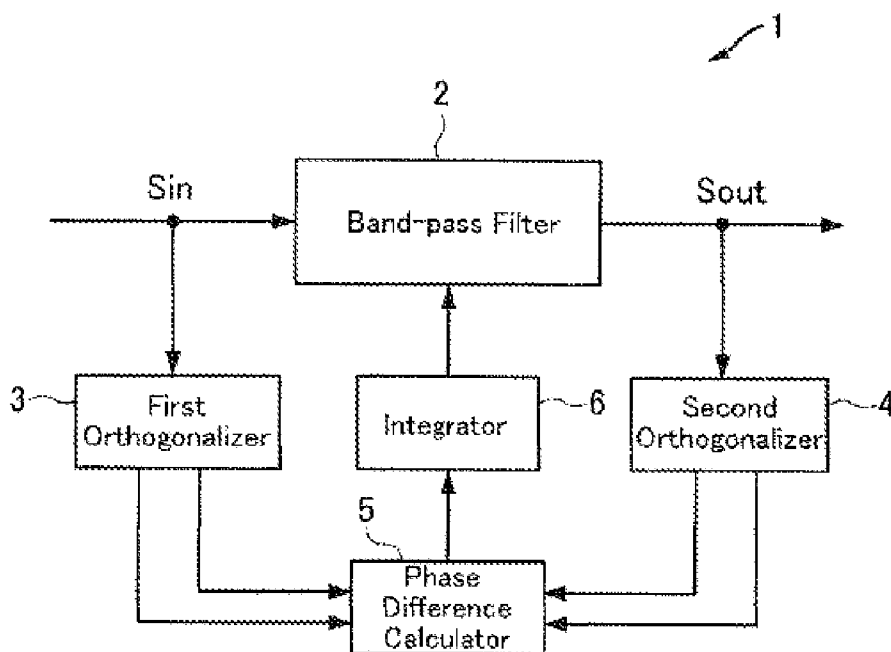 1
2
Sin
Band-pass Filter
Sout
3
First
Orthogonalizer
Integrator
6
Second
Orthogonalizer
4
5
Phase
Difference
Calculator